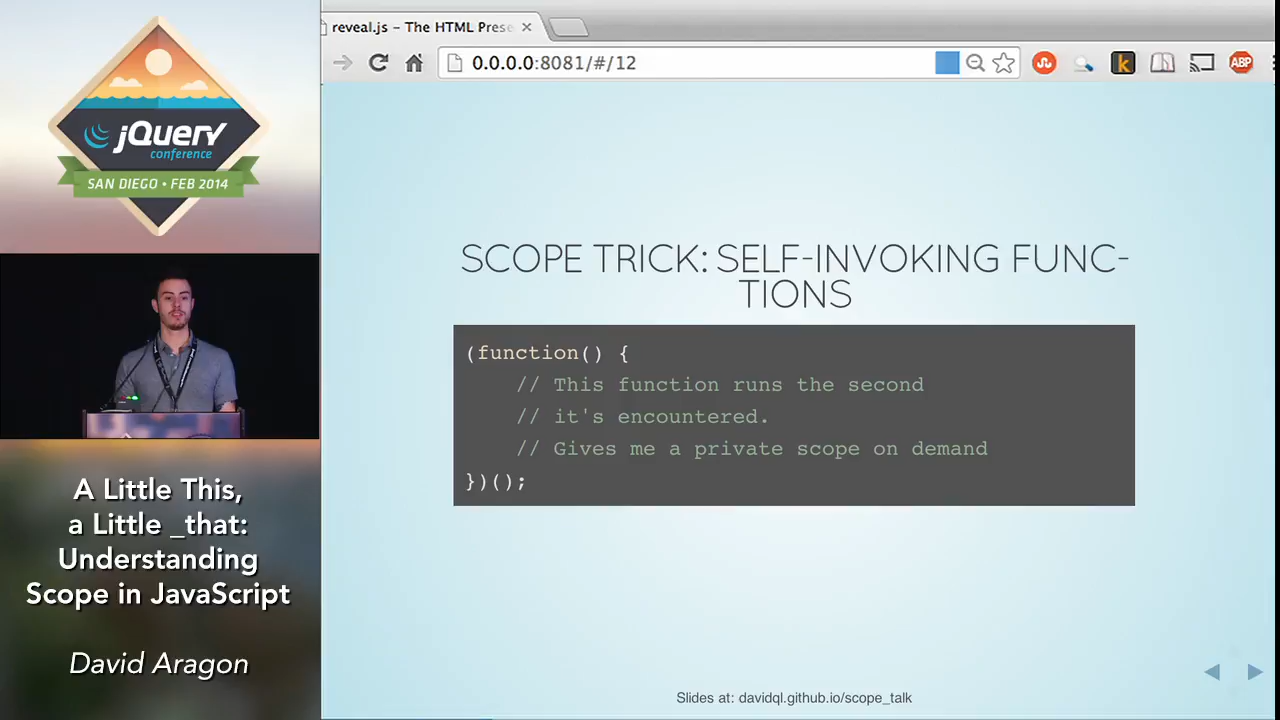 jQuery
conference
SAN DIEGO • FEB 2014
A Little This,
a Little _that:
Understanding
Scope in JavaScript
David Aragon
reveal.js – The HTML Prese
0.0.0.0:8081/#/12
k
ABP
SCOPE TRICK: SELF-INVOKING FUNC-
TIONS
(function() {
// This function runs the second
// it's encountered.
// Gives me a private scope on demand
})();
Slides at: davidql.github.io/scope_talk